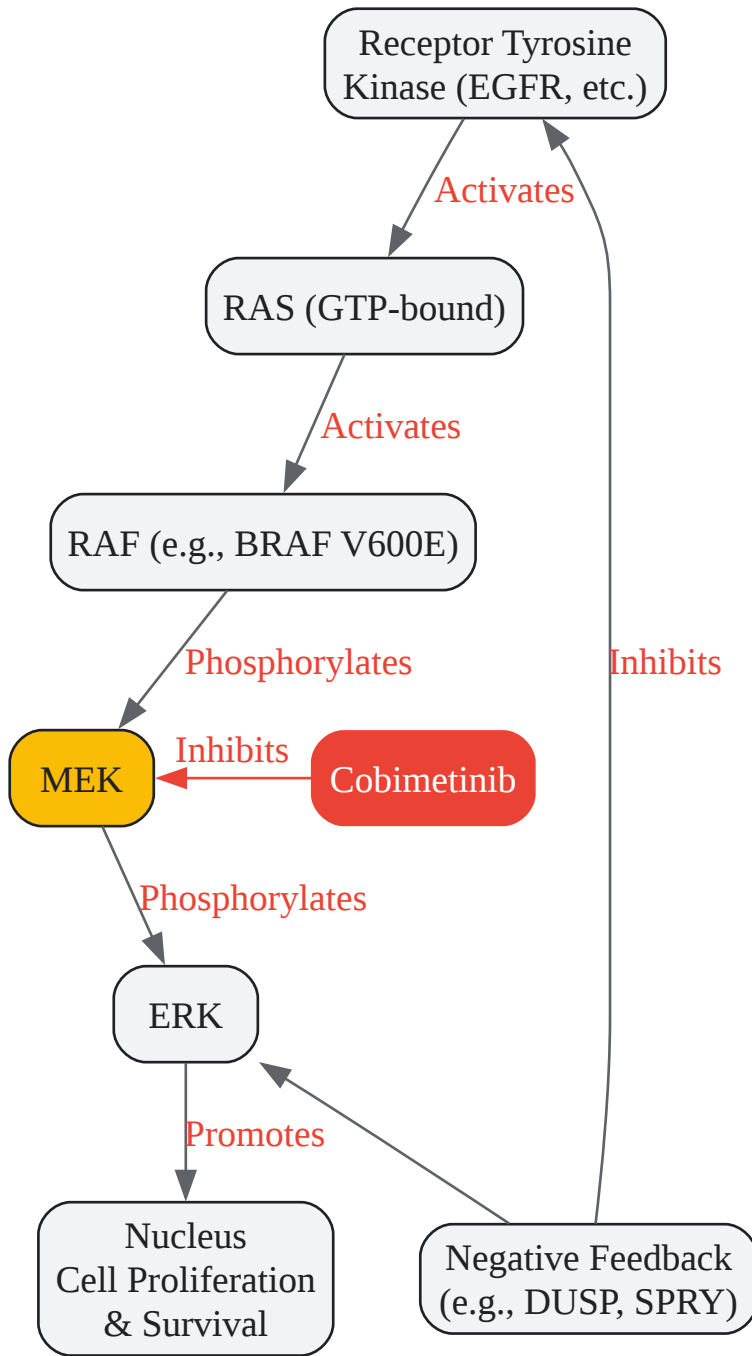 Receptor Tyrosine
Kinase (EGFR, etc.)
Activates
RAS (GTP-bound)
Activates
RAF (e.g., BRAF V600E)
Phosphorylates
Inhibits
Inhibits
MEK
Cobimetinib
Phosphorylates
ERK
Promotes
Nucleus
Cell Proliferation
& Survival
Negative Feedback
(e.g., DUSP, SPRY)